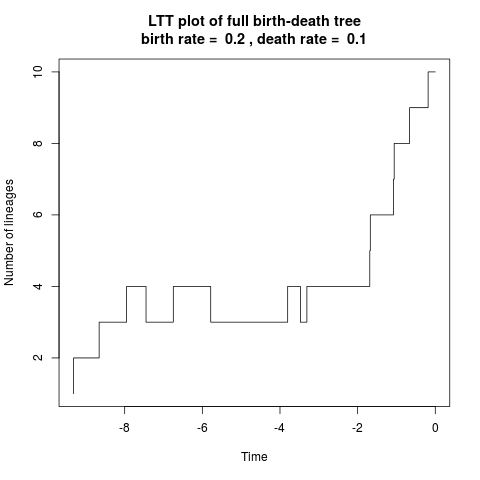 LTT plot of full birth-death tree
birth rate =  0.2 , death rate =  0.1
10
8
6
4
2
Number of lineages
-8
-6
-4
-2
0
Time